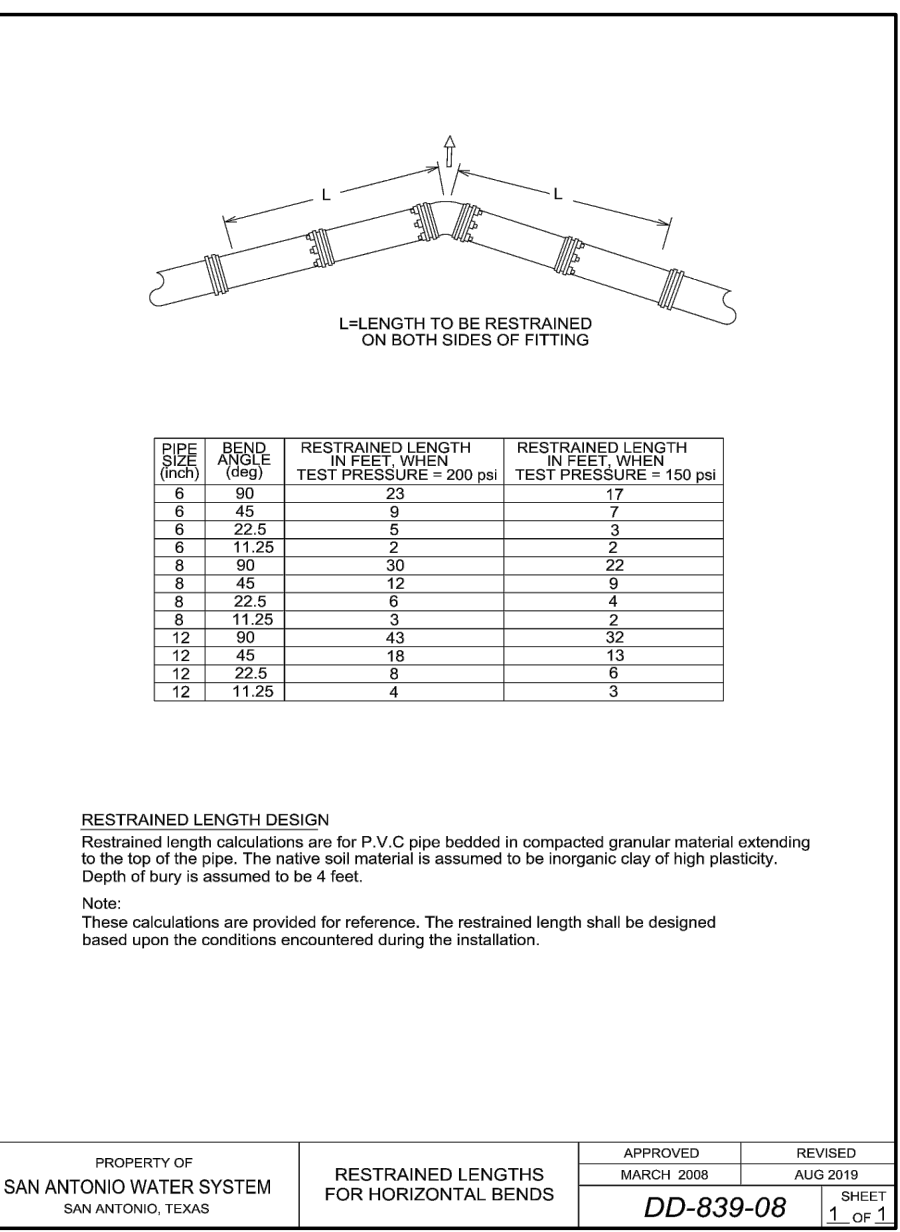 L
L
L=LENGTH TO BE RESTRAINED
ON BOTH SIDES OF FITTING
PIPE SIZE (inch) BEND ANGLE (deg) RESTRAINED LENGTH IN FEET, WHEN TEST PRESSURE = 200 psi RESTRAINED LENGTH IN FEET, WHEN TEST PRESSURE = 150 psi
6 90 23 17
6 45 9 7
6 22.5 5 3
6 11.25 2 2
8 90 30 22
8 45 12 9
8 22.5 6 4
8 11.25 3 2
12 90 43 32
12 45 18 13
12 22.5 8 6
12 11.25 4 3
RESTRAINED LENGTH DESIGN
Restrained length calculations are for P.V.C pipe bedded in compacted granular material extending
to the top of the pipe. The native soil material is assumed to be inorganic clay of high plasticity.
Depth of bury is assumed to be 4 feet.
Note:
These calculations are provided for reference. The restrained length shall be designed
based upon the conditions encountered during the installation.
PROPERTY OF
SAN ANTONIO WATER SYSTEM
SAN ANTONIO, TEXAS
RESTRAINED LENGTHS
FOR HORIZONTAL BENDS
APPROVED REVISED
MARCH 2008 AUG 2019
DD-839-08
SHEET
1 OF 1